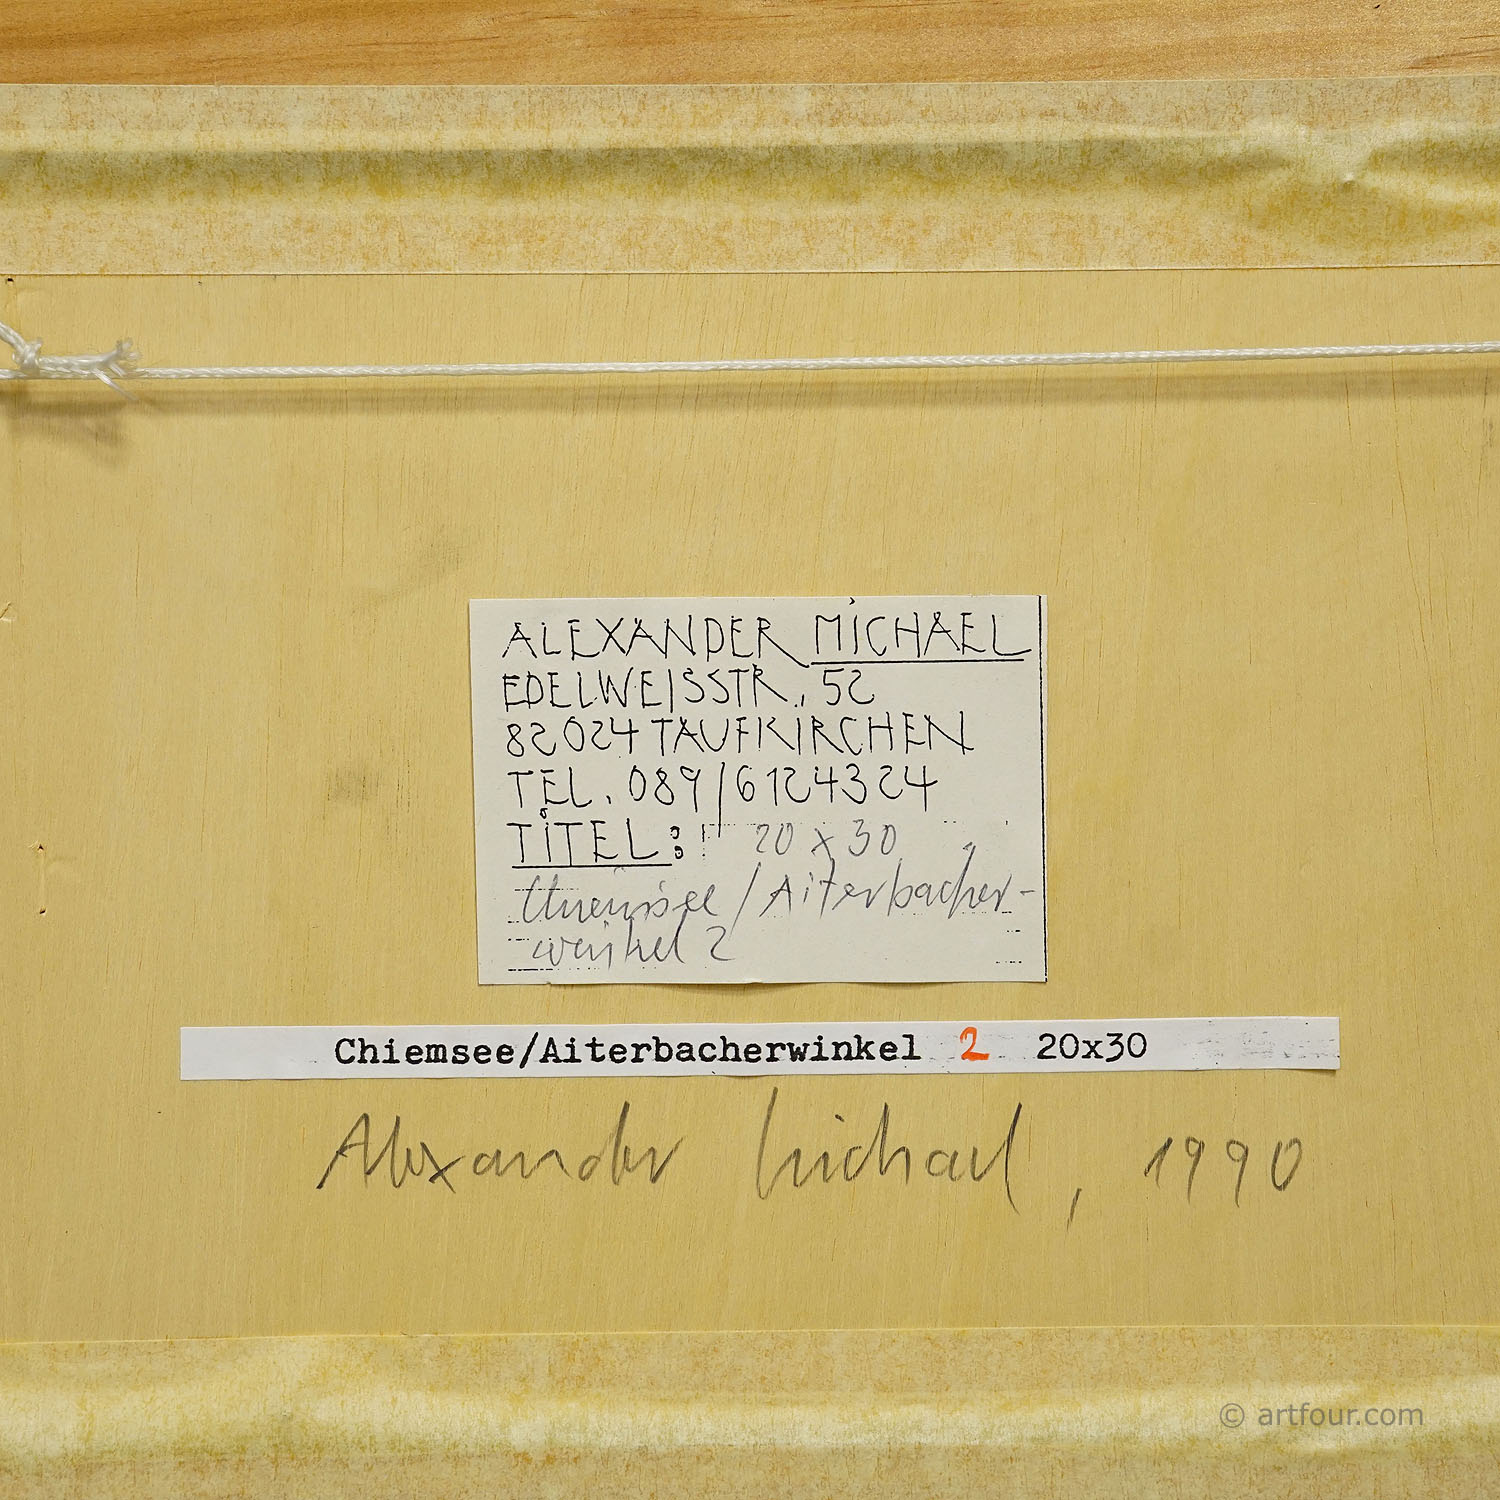 ALEXANDER MICHAEL
EDELWEISSTR. 52
82024 TAUFKIRCHEN
TEL. 089/6124324
TITEL: 20 x 30
Chiemsee/Aiterbacher-
winkel 2
Chiemsee/Aiterbacherwinkel 2 20x30
Alexander Michael, 1990
© artfour.com